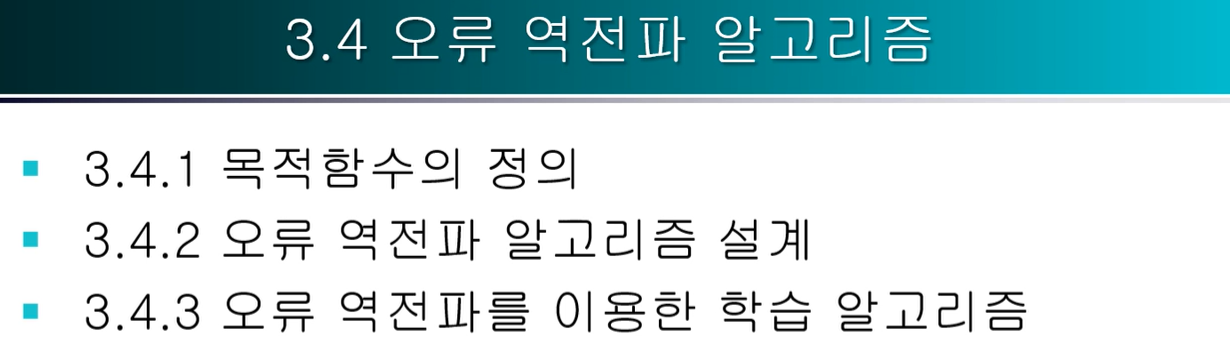 3.4 오류 역전파 알고리즘
3.4.1 목적함수의 정의
3.4.2 오류 역전파 알고리즘 설계
3.4.3 오류 역전파를 이용한 학습 알고리즘